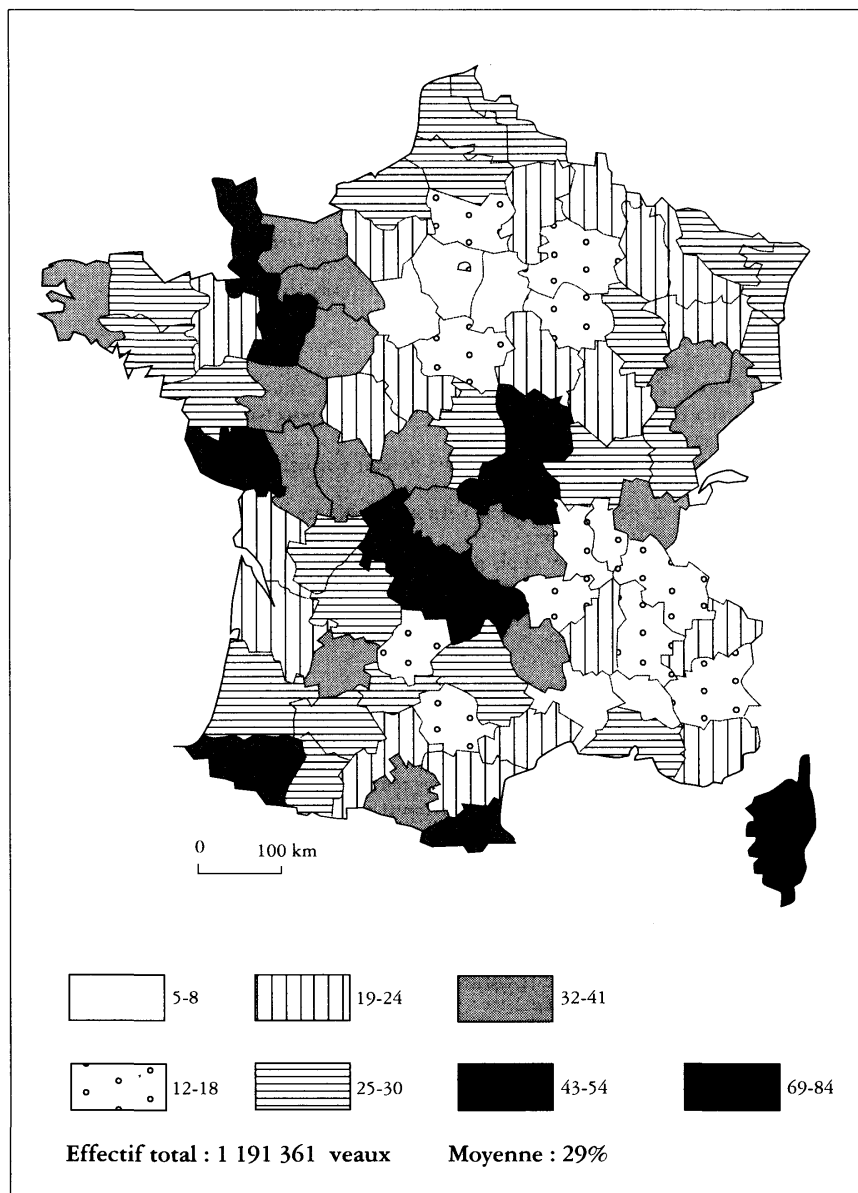 0 100 km
5-8 19-24 32-41
12-18 25-30 43-54 69-84
Effectif total : 1 191 361 veaux Moyenne : 29%